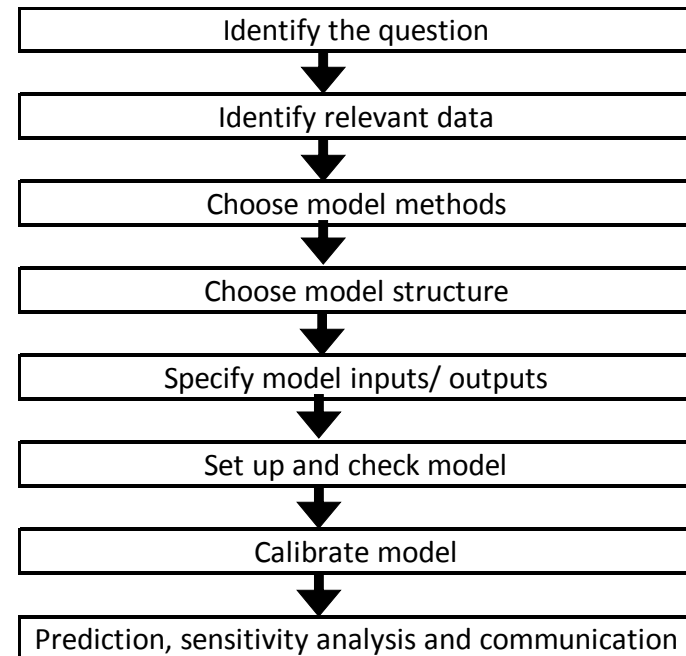 Identify the question
Identify relevant data
Choose model methods
Choose model structure
Specify model inputs/ outputs
Set up and check model
Calibrate model
Prediction, sensitivity analysis and communication